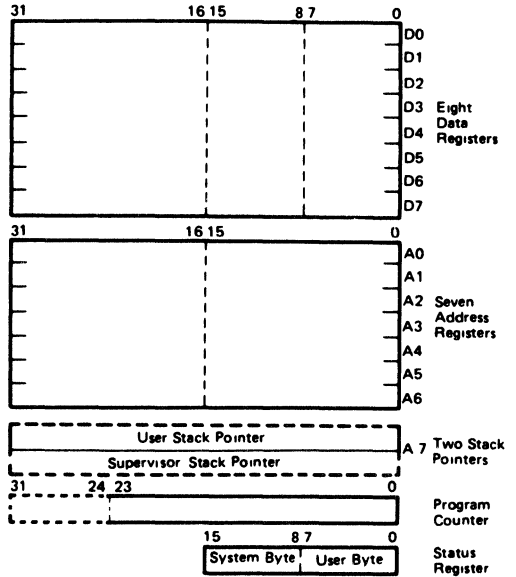 31 16 15 8 7 0
D0
D1
D2
D3
D4
D5
D6
D7
Eight
Data
Registers
31 16 15 0
A0
A1
A2
A3
A4
A5
A6
Seven
Address
Registers
User Stack Pointer
Supervisor Stack Pointer
A 7
Two Stack
Pointers
31 24 23 0
Program
Counter
15 8 7 0
System Byte User Byte
Status
Register